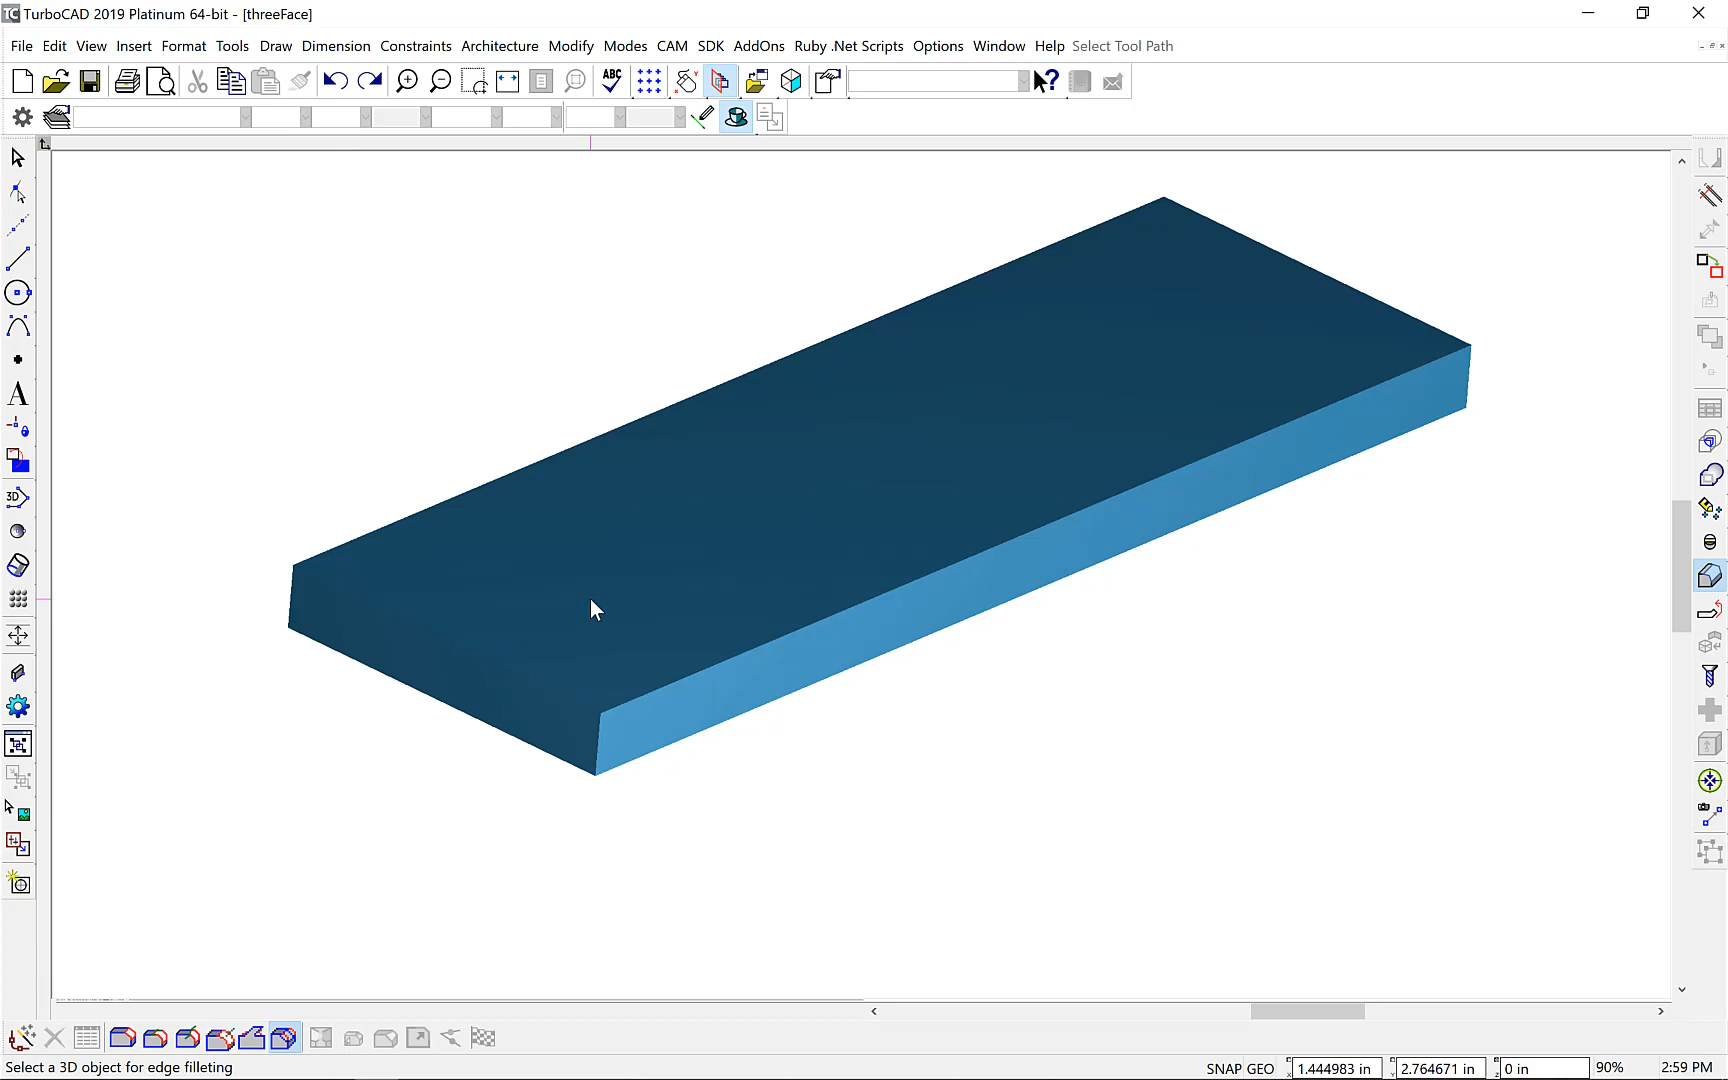 TC TurboCAD 2019 Platinum 64-bit - [threeFace]
File Edit View Insert Format Tools Draw Dimension Constraints Architecture Modify Modes CAM SDK AddOns Ruby .Net Scripts Options Window Help Select Tool Path
ABC
A
3D
Select a 3D object for edge filleting
SNAP GEO 1.444983 in 2.764671 in 0 in 90% 2:59 PM